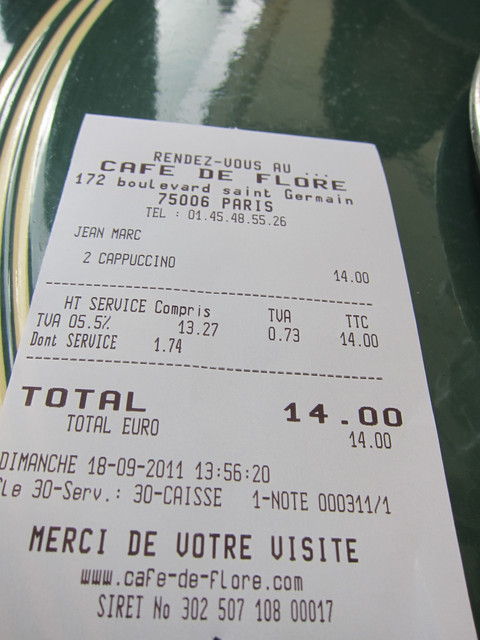 RENDEZ-VOUS AU ...
CAFE DE FLORE
172 boulevard saint Germain
75006 PARIS
TEL : 01.45.48.55.26
JEAN MARC
2 CAPPUCCINO 14.00
HT SERVICE Compris TVA TTC
TVA 05.5% 13.27 0.73 14.00
Dont SERVICE 1.74
TOTAL 14.00
TOTAL EURO 14.00
DIMANCHE 18-09-2011 13:56:20
30-Serv.: 30-CAISSE 1-NOTE 000311/1
MERCI DE VOTRE VISITE
www.cafe-de-flore.com
SIRET No 302 507 108 00017